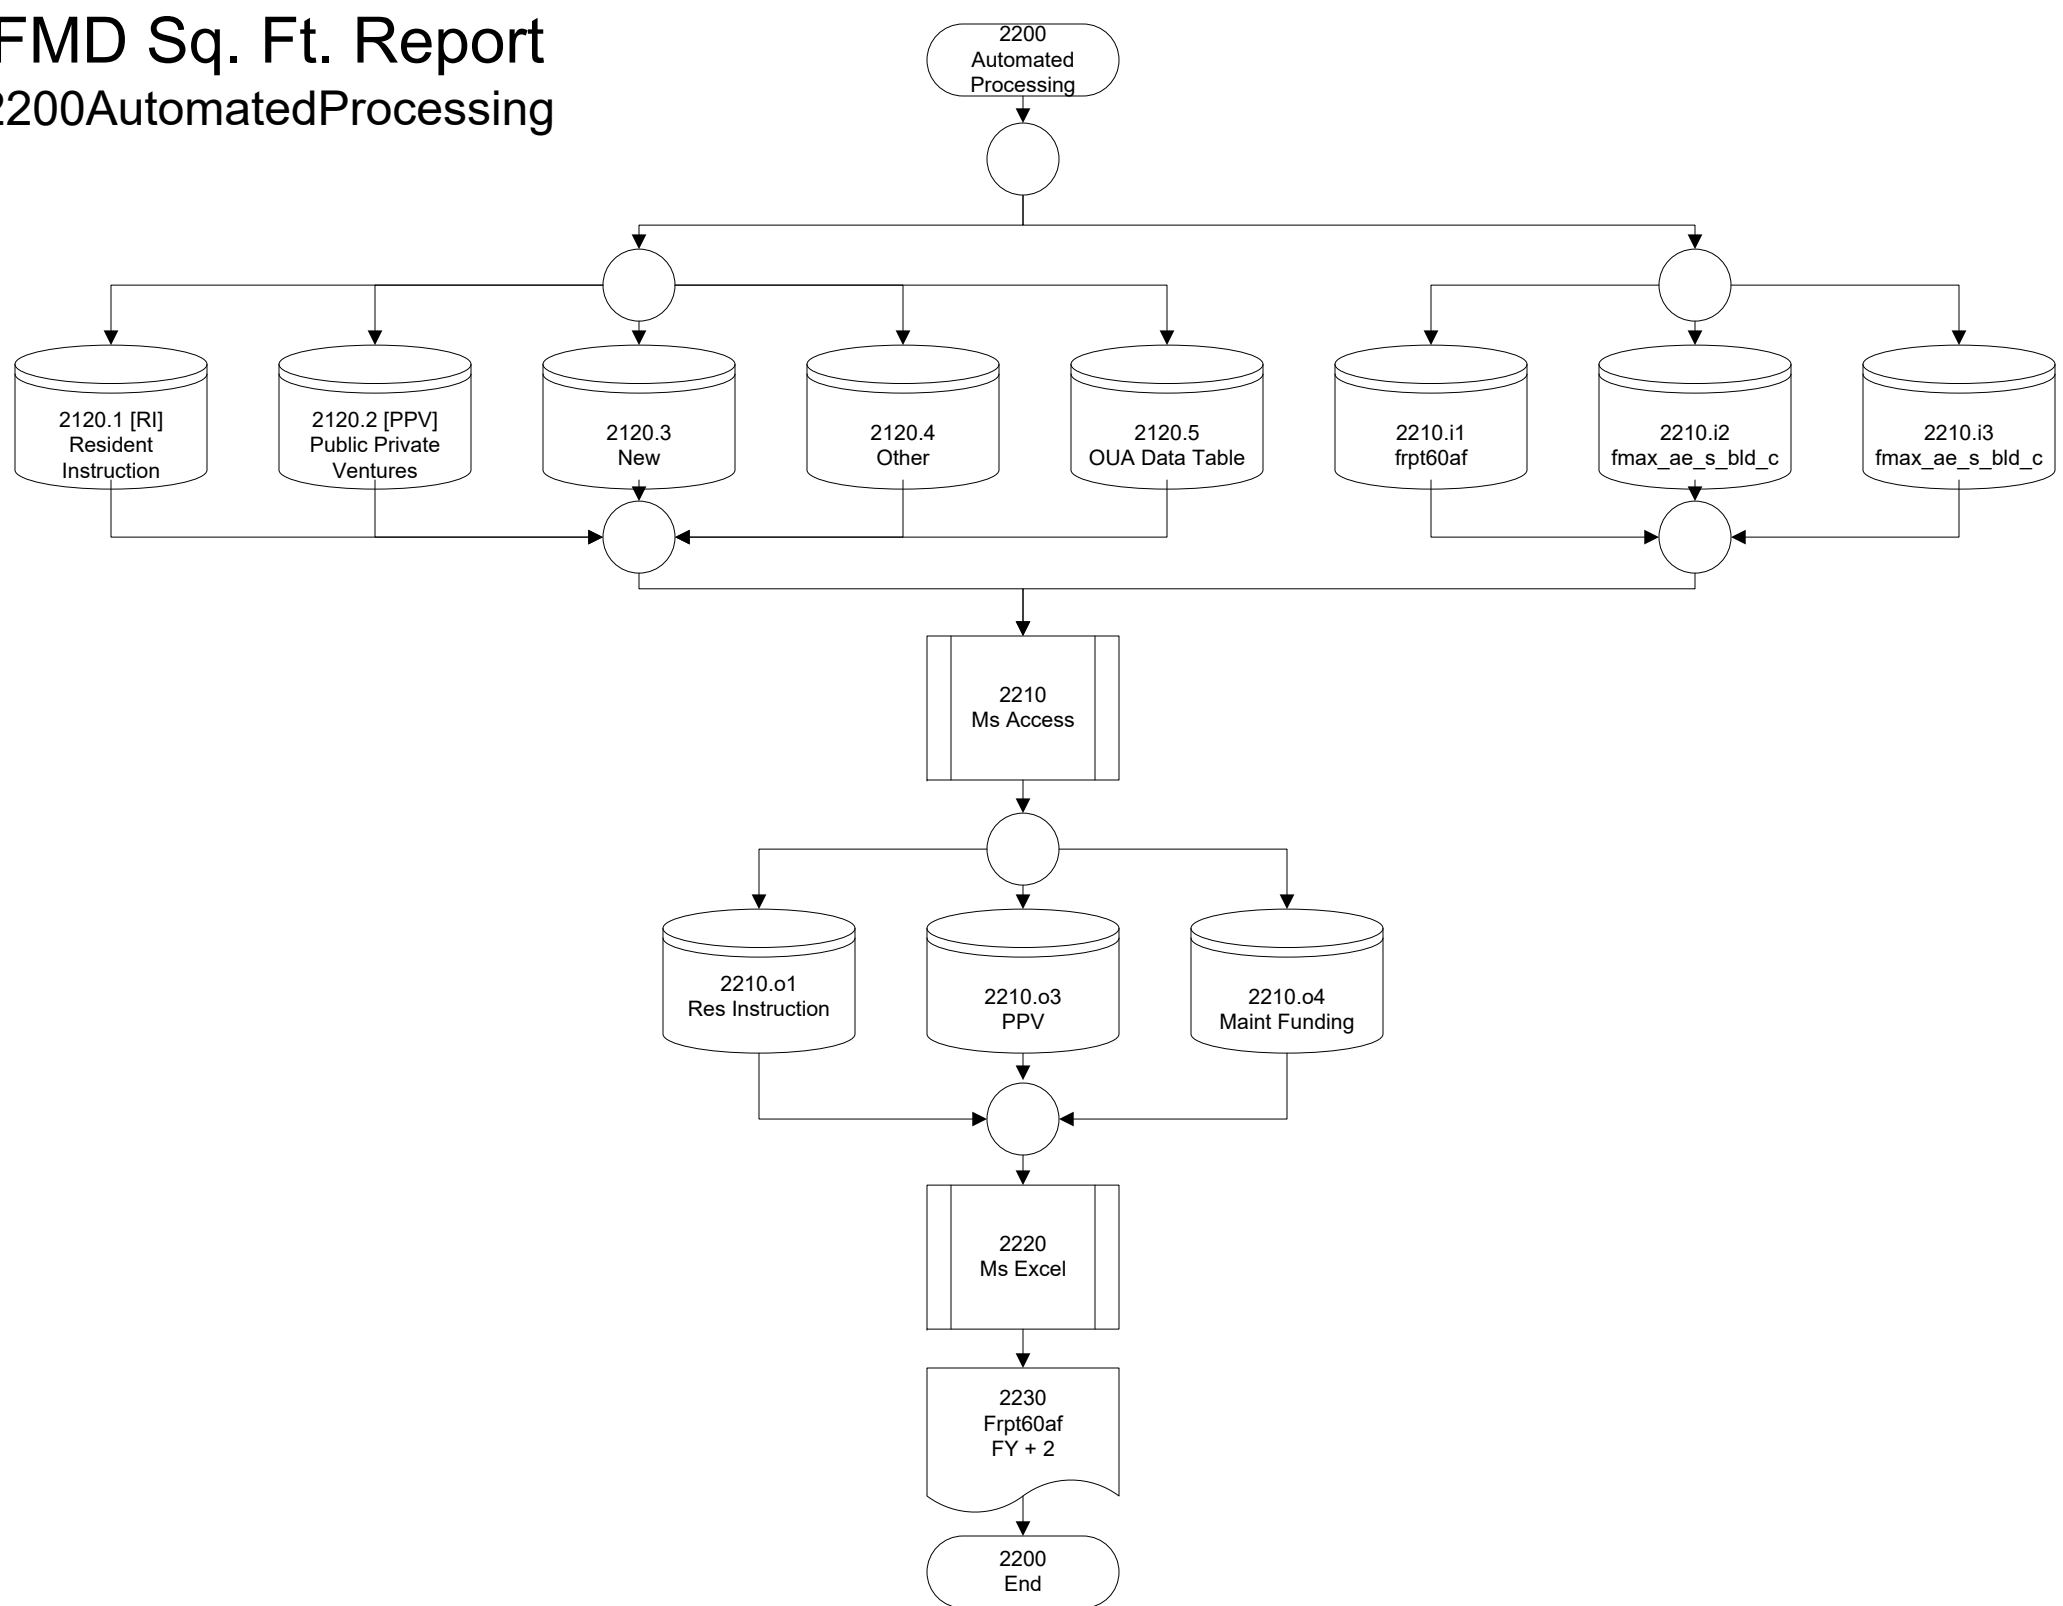 FMD Sq. Ft. Report
2200AutomatedProcessing
2200
Automated
Processing
2120.1 [RI]
Resident
Instruction
2120.2 [PPV]
Public Private
Ventures
2120.3
New
2120.4
Other
2120.5
OUA Data Table
2210.i1
frpt60af
2210.i2
fmax_ae_s_bld_c
2210.i3
fmax_ae_s_bld_c
2210
Ms Access
2210.o1
Res Instruction
2210.o3
PPV
2210.o4
Maint Funding
2220
Ms Excel
2230
Frpt60af
FY + 2
2200
End